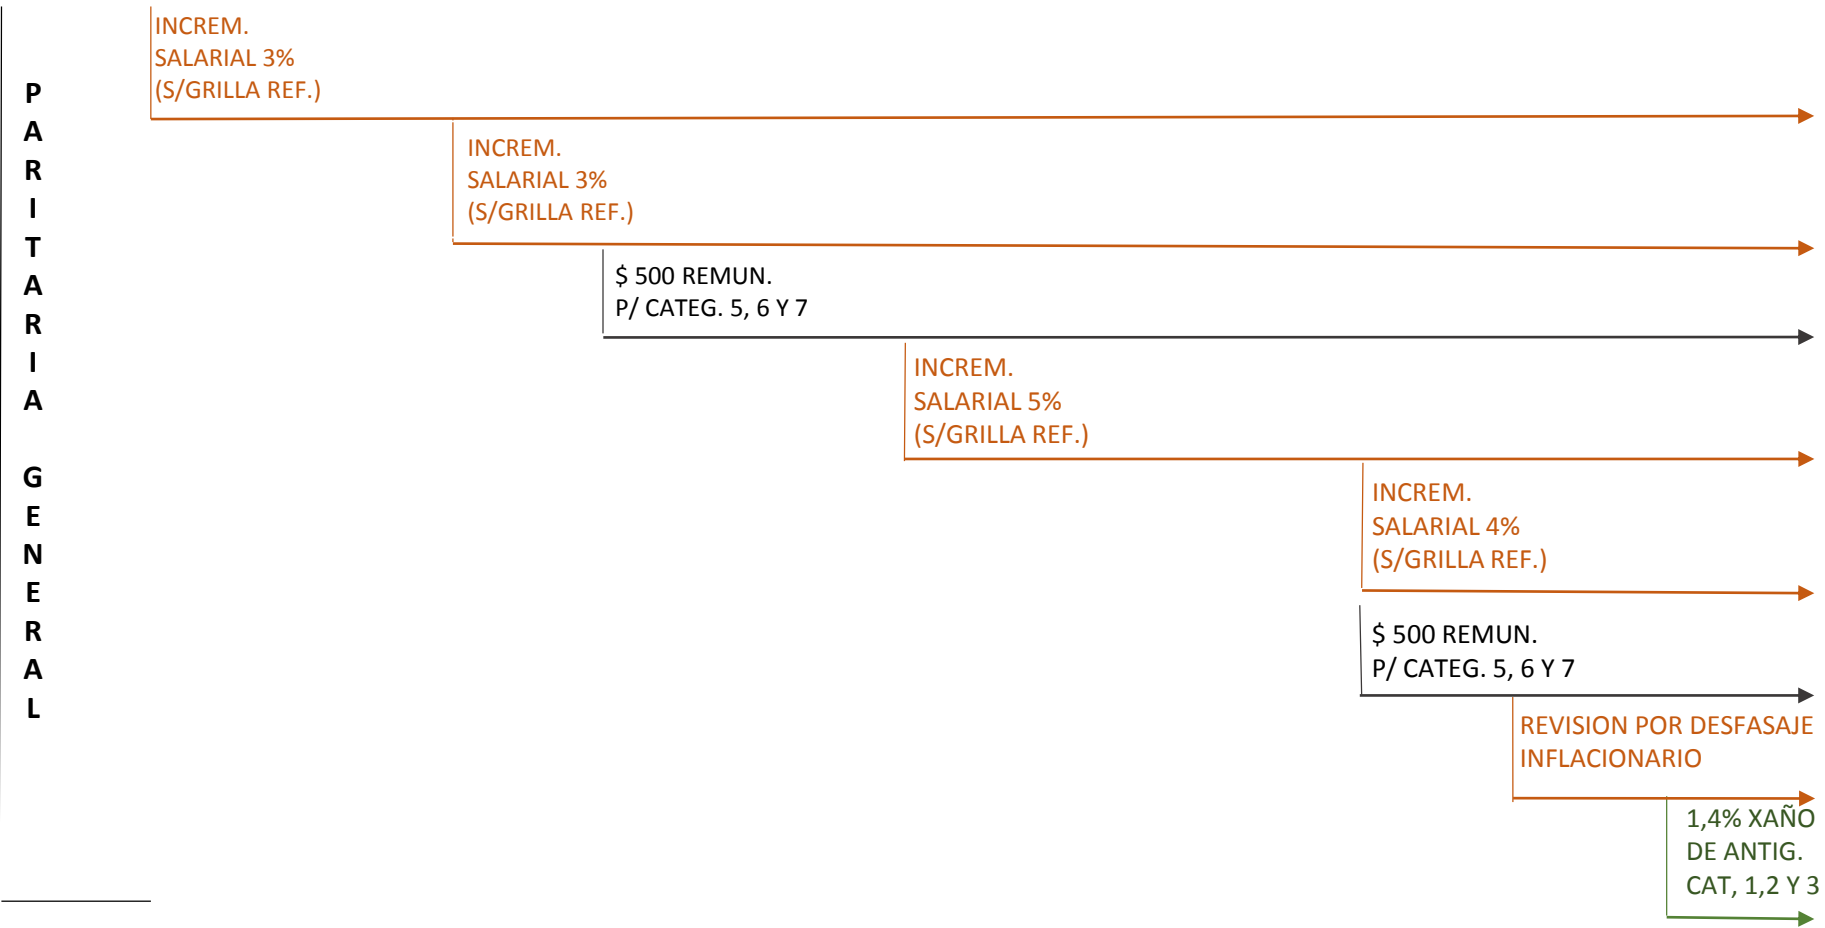 PARITARIA GENERAL
INCREM.
SALARIAL 3%
(S/GRILLA REF.)
INCREM.
SALARIAL 3%
(S/GRILLA REF.)
$ 500 REMUN.
P/ CATEG. 5, 6 Y 7
INCREM.
SALARIAL 5%
(S/GRILLA REF.)
INCREM.
SALARIAL 4%
(S/GRILLA REF.)
$ 500 REMUN.
P/ CATEG. 5, 6 Y 7
REVISION POR DESFASAJE
INFLACIONARIO
1,4% XAÑO
DE ANTIG.
CAT, 1,2 Y 3